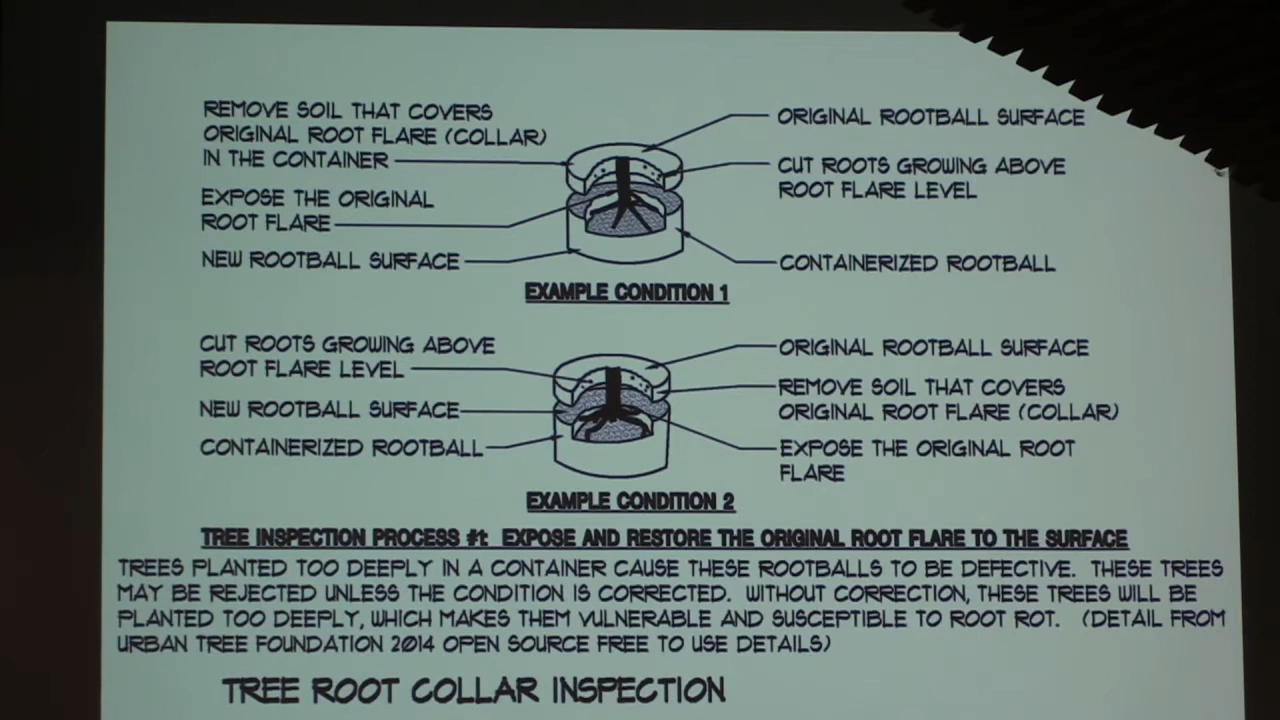 REMOVE SOIL THAT COVERS
ORIGINAL ROOT FLARE (COLLAR)
IN THE CONTAINER
EXPOSE THE ORIGINAL
ROOT FLARE
NEW ROOTBALL SURFACE
ORIGINAL ROOTBALL SURFACE
CUT ROOTS GROWING ABOVE
ROOT FLARE LEVEL
CONTAINERIZED ROOTBALL
EXAMPLE CONDITION 1
CUT ROOTS GROWING ABOVE
ROOT FLARE LEVEL
NEW ROOTBALL SURFACE
CONTAINERIZED ROOTBALL
ORIGINAL ROOTBALL SURFACE
REMOVE SOIL THAT COVERS
ORIGINAL ROOT FLARE (COLLAR)
EXPOSE THE ORIGINAL ROOT
FLARE
EXAMPLE CONDITION 2
TREE INSPECTION PROCESS #1: EXPOSE AND RESTORE THE ORIGINAL ROOT FLARE TO THE SURFACE
TREES PLANTED TOO DEEPLY IN A CONTAINER CAUSE THESE ROOTBALLS TO BE DEFECTIVE. THESE TREES
MAY BE REJECTED UNLESS THE CONDITION IS CORRECTED. WITHOUT CORRECTION, THESE TREES WILL BE
PLANTED TOO DEEPLY, WHICH MAKES THEM VULNERABLE AND SUSCEPTIBLE TO ROOT ROT. (DETAIL FROM
URBAN TREE FOUNDATION 2014 OPEN SOURCE FREE TO USE DETAILS)
TREE ROOT COLLAR INSPECTION